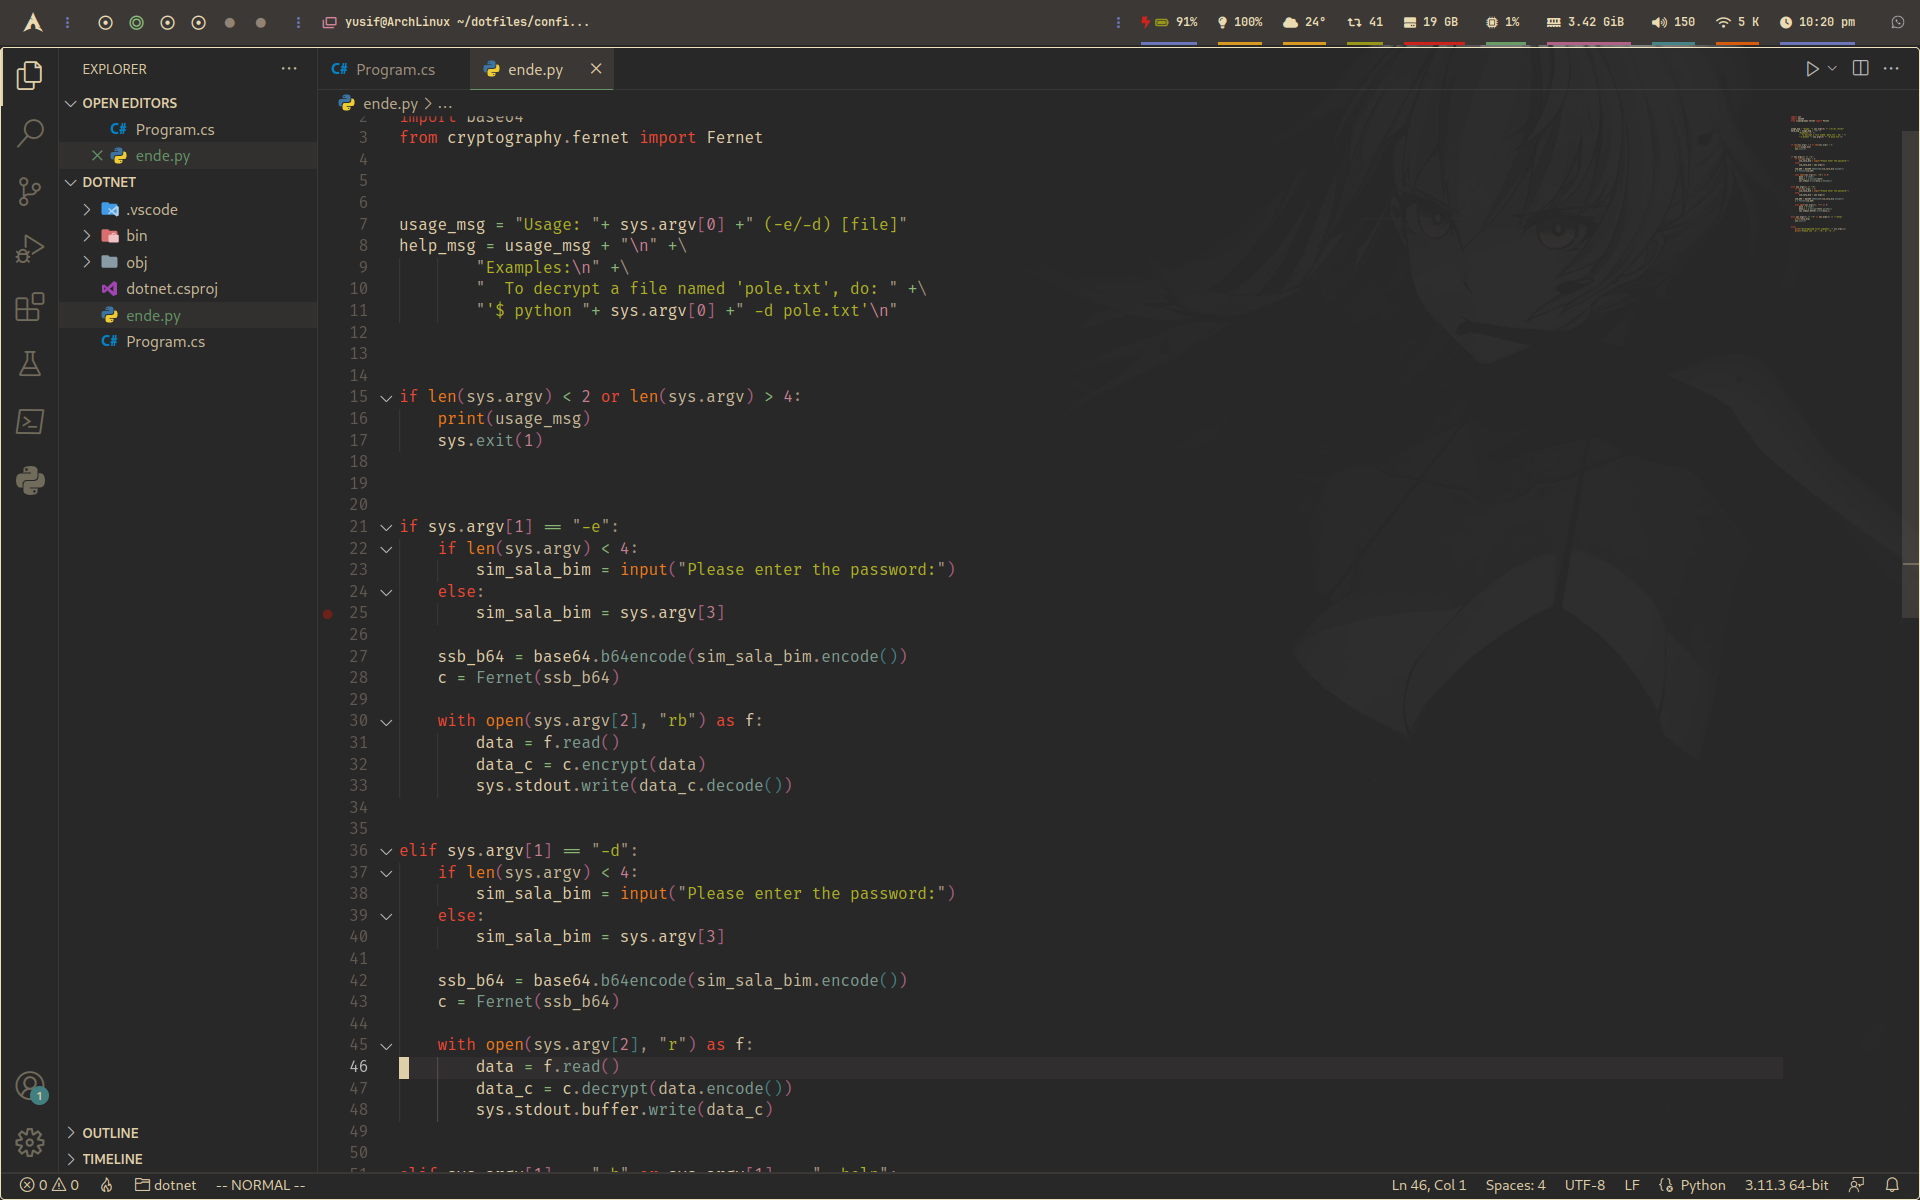 yusif@ArchLinux ~/dotfiles/confi...
91% 100% 24° 41 19 GB 1% 3.42 GiB 150 5 K 10:20 pm
EXPLORER
C# Program.cs
ende.py
OPEN EDITORS
C# Program.cs
ende.py
DOTNET
.vscode
bin
obj
dotnet.csproj
ende.py
C# Program.cs
OUTLINE
TIMELINE
ende.py > ...
2 import base64
3 from cryptography.fernet import Fernet
4
5
6
7 usage_msg = "Usage: "+ sys.argv[0] +" (-e/-d) [file]"
8 help_msg = usage_msg + "\n" +\
9 "Examples:\n" +\
10 "  To decrypt a file named 'pole.txt', do: " +\
11 "'$ python "+ sys.argv[0] +" -d pole.txt'\n"
12
13
14
15 if len(sys.argv) < 2 or len(sys.argv) > 4:
16 print(usage_msg)
17 sys.exit(1)
18
19
20
21 if sys.argv[1] == "-e":
22 if len(sys.argv) < 4:
23 sim_sala_bim = input("Please enter the password:")
24 else:
25 sim_sala_bim = sys.argv[3]
26
27 ssb_b64 = base64.b64encode(sim_sala_bim.encode())
28 c = Fernet(ssb_b64)
29
30 with open(sys.argv[2], "rb") as f:
31 data = f.read()
32 data_c = c.encrypt(data)
33 sys.stdout.write(data_c.decode())
34
35
36 elif sys.argv[1] == "-d":
37 if len(sys.argv) < 4:
38 sim_sala_bim = input("Please enter the password:")
39 else:
40 sim_sala_bim = sys.argv[3]
41
42 ssb_b64 = base64.b64encode(sim_sala_bim.encode())
43 c = Fernet(ssb_b64)
44
45 with open(sys.argv[2], "r") as f:
46 data = f.read()
47 data_c = c.decrypt(data.encode())
48 sys.stdout.buffer.write(data_c)
49
50
51 elif sys.argv[1] == "-h" or sys.argv[1] == "--help":
1
0 0 dotnet -- NORMAL -- Ln 46, Col 1 Spaces: 4 UTF-8 LF Python 3.11.3 64-bit